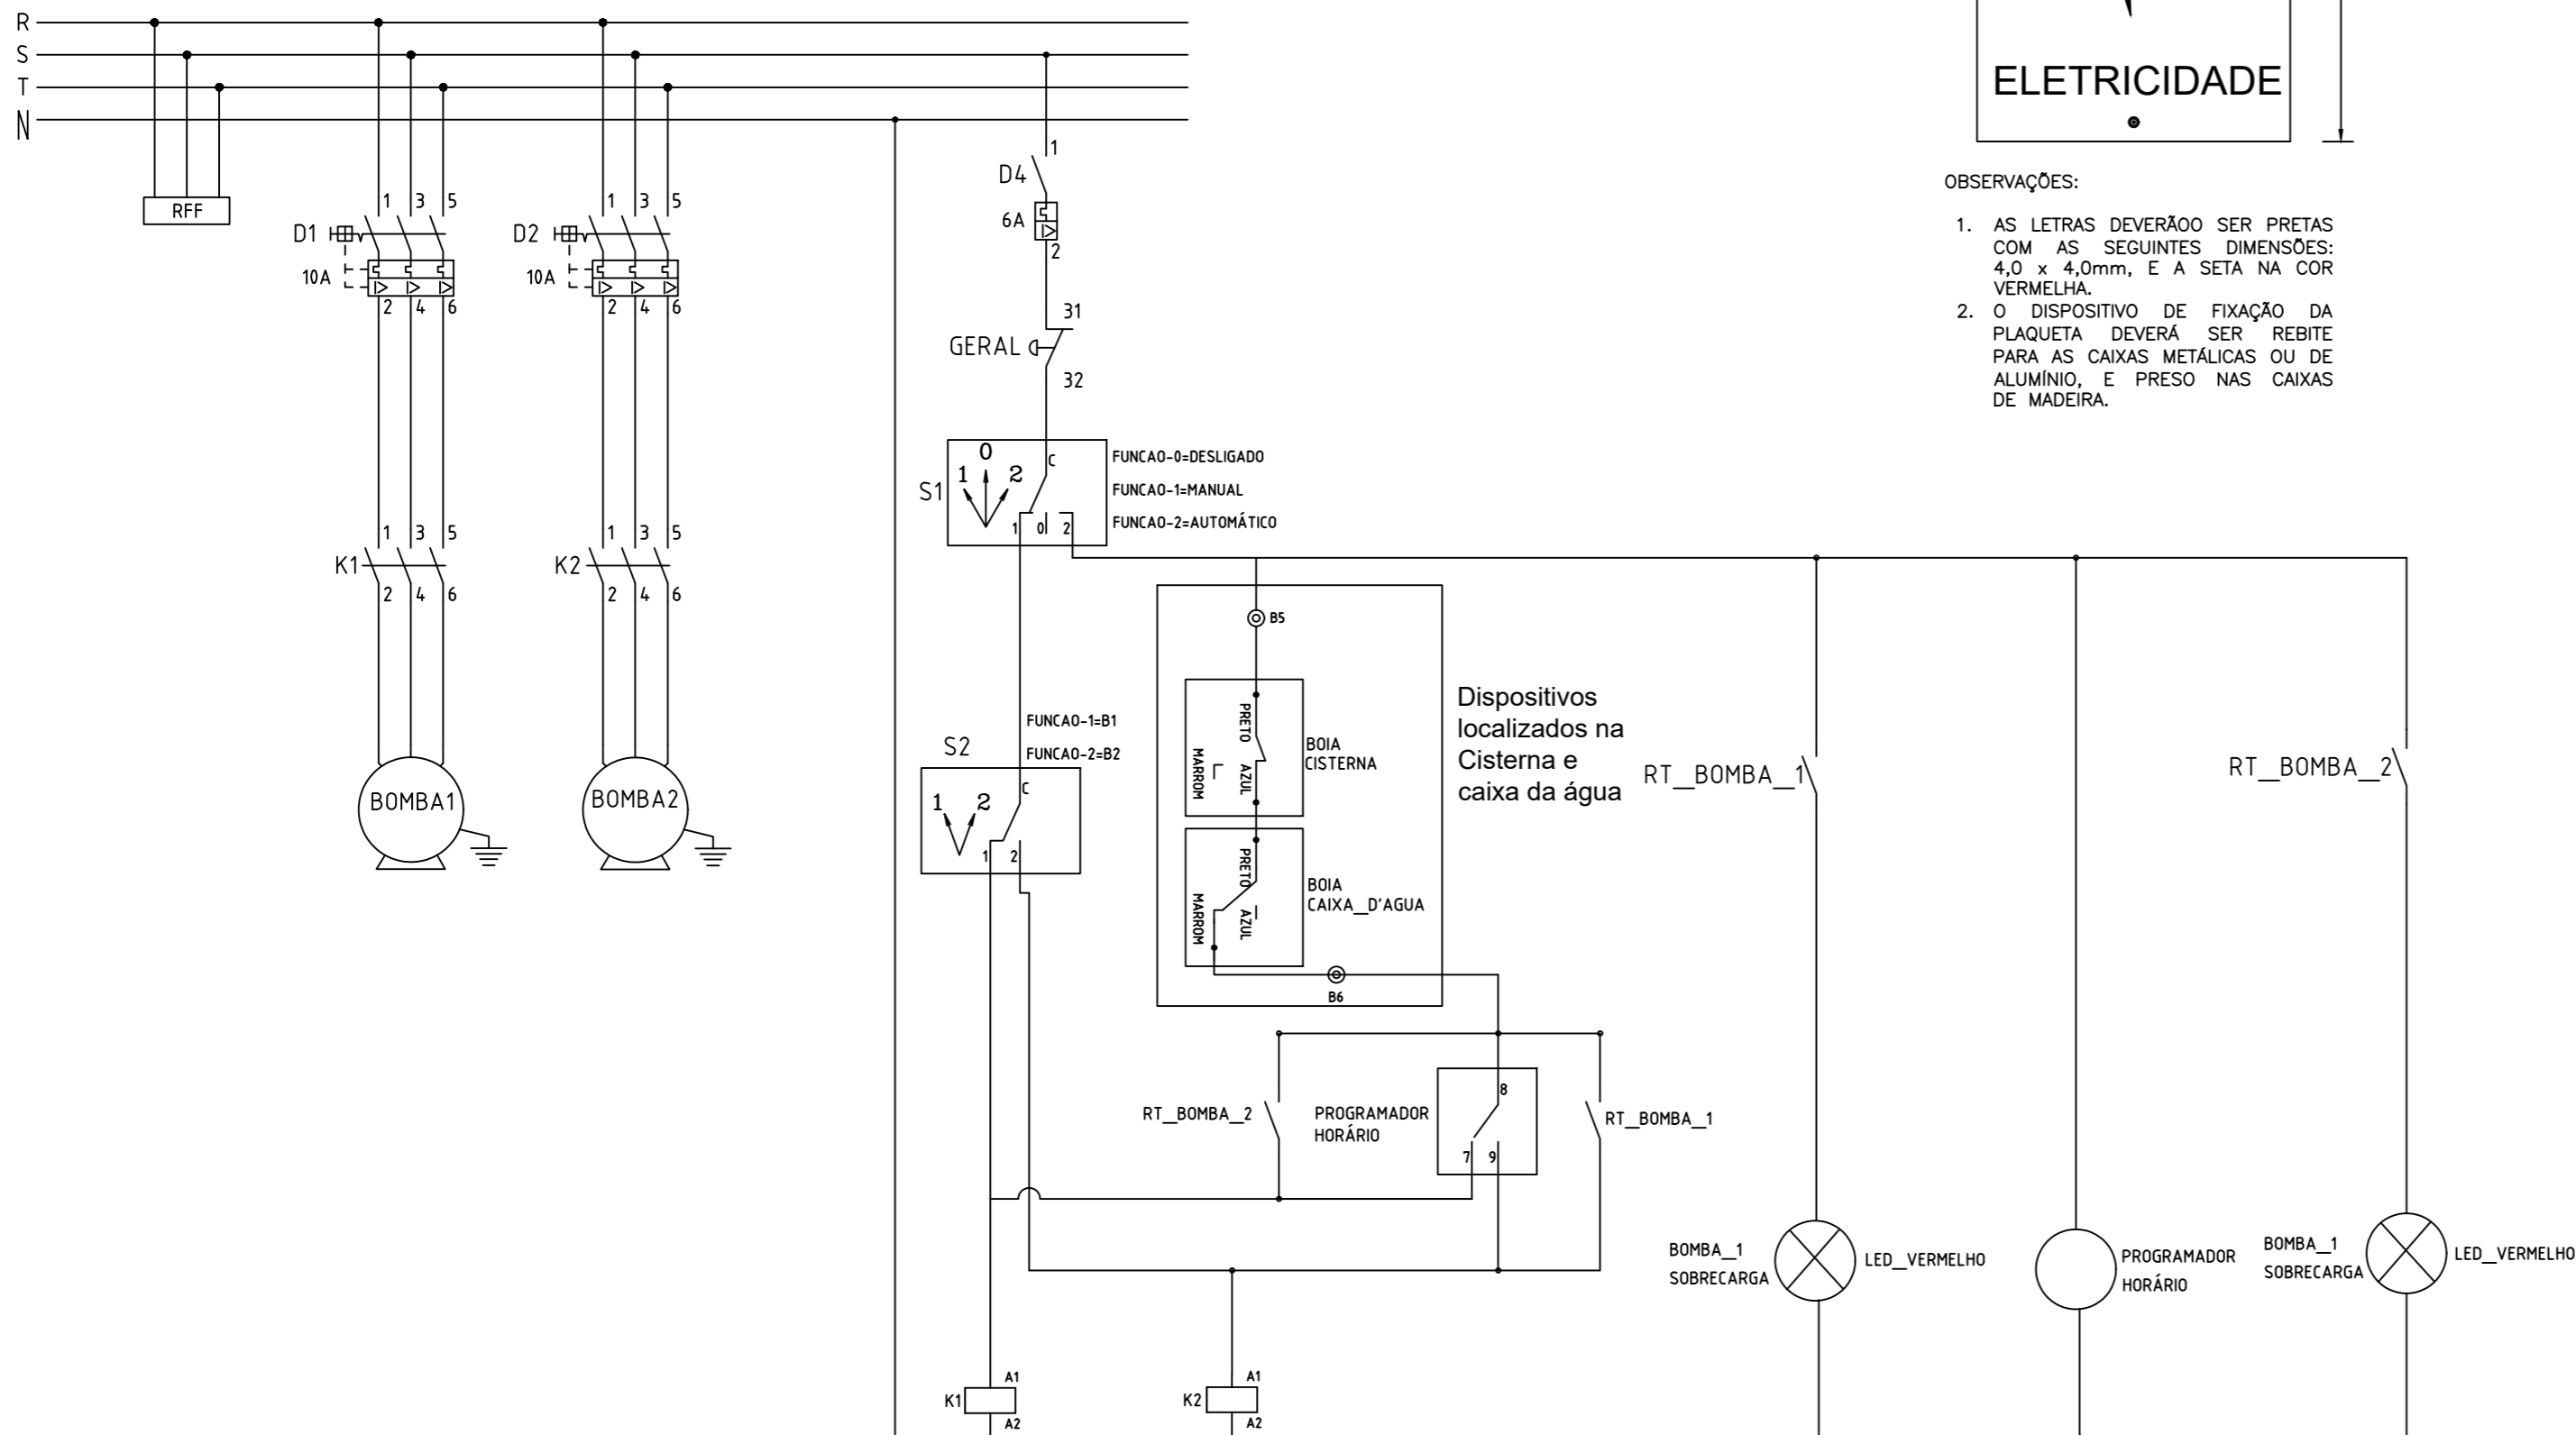 R
S
T
N
RFF
D1
10A
1 3 5
2 4 6
D2
10A
1 3 5
2 4 6
K1
1 3 5
2 4 6
K2
1 3 5
2 4 6
BOMBA1
BOMBA2
D4
6A
1
2
GERAL
31
32
S1
1 0 2
C
1 0 2
FUNCAO-0=DESLIGADO
FUNCAO-1=MANUAL
FUNCAO-2=AUTOMÁTICO
S2
FUNCAO-1=B1
FUNCAO-2=B2
1 2
C
1 2
B5
PRETO
MARROM
AZUL
BOIA
CISTERNA
PRETO
MARROM
AZUL
BOIA
CAIXA_D'AGUA
B6
Dispositivos
localizados na
Cisterna e
caixa da água
RT_BOMBA_2
PROGRAMADOR
HORÁRIO
8
7 9
RT_BOMBA_1
K1
A1
A2
K2
A1
A2
RT_BOMBA_1
BOMBA_1
SOBRECARGA
LED_VERMELHO
PROGRAMADOR
HORÁRIO
RT_BOMBA_2
BOMBA_1
SOBRECARGA
LED_VERMELHO
ELETRICIDADE
OBSERVAÇÕES:
1. AS LETRAS DEVERÃOO SER PRETAS
COM AS SEGUINTES DIMENSÕES:
4,0 x 4,0mm, E A SETA NA COR
VERMELHA.
2. O DISPOSITIVO DE FIXAÇÃO DA
PLAQUETA DEVERÁ SER REBITE
PARA AS CAIXAS METÁLICAS OU DE
ALUMÍNIO, E PRESO NAS CAIXAS
DE MADEIRA.